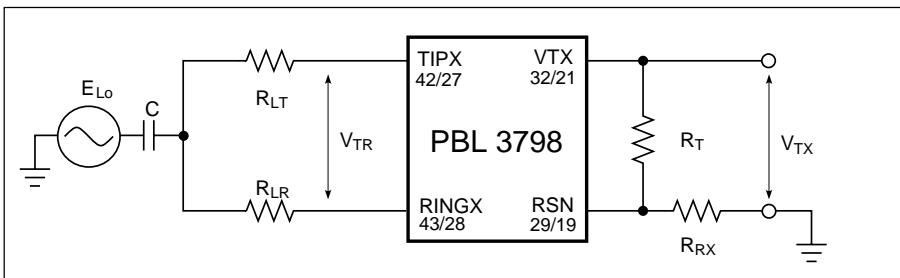 E_Lo
C
R_LT
R_LR
V_TR
TIPX
42/27
VTX
32/21
PBL 3798
RINGX
43/28
RSN
29/19
R_T
R_RX
V_TX